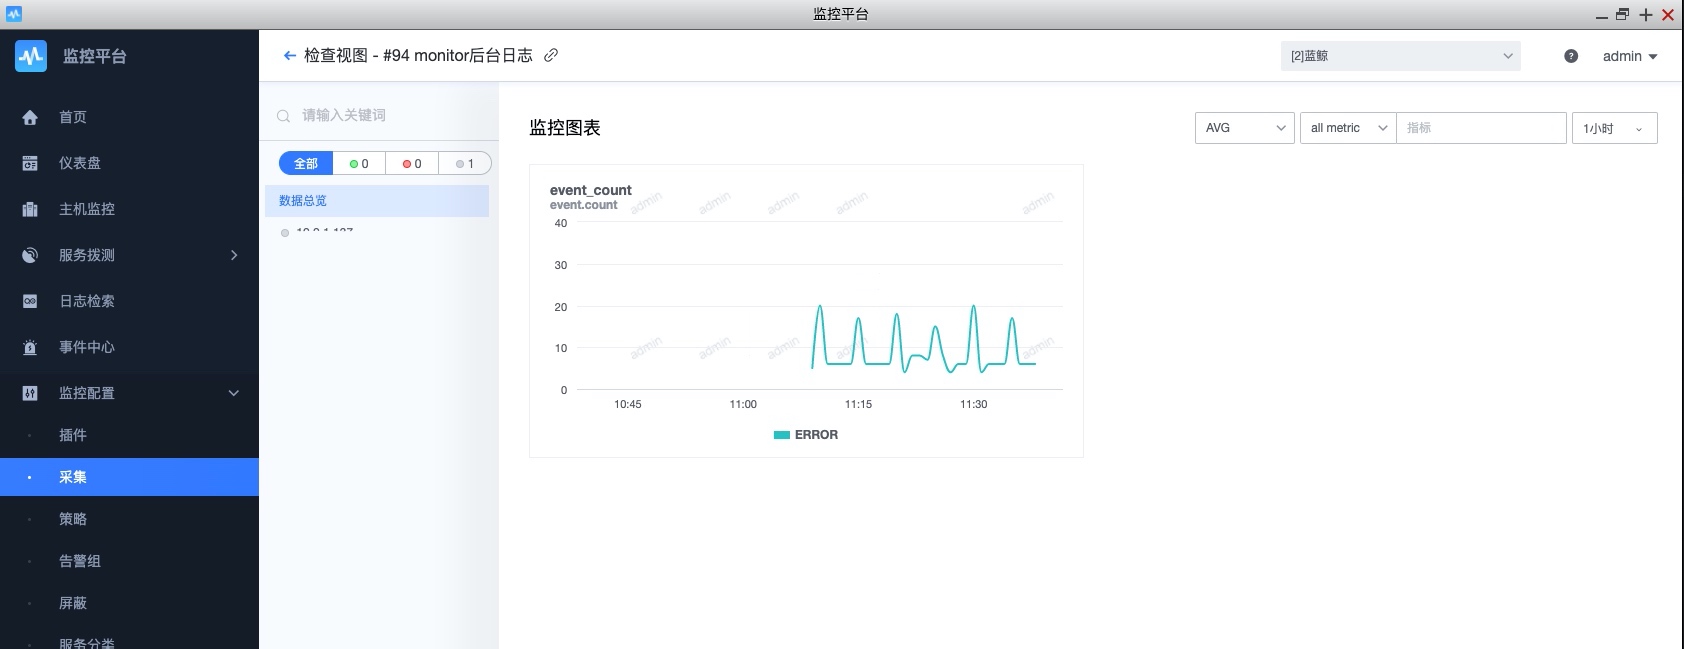 监控平台
监控平台
检查视图 - #94 monitor后台日志
[2]蓝鲸
admin
首页
仪表盘
主机监控
服务拨测
日志检索
事件中心
监控配置
插件
采集
策略
告警组
屏蔽
服务分类
请输入关键词
全部
0
0
1
数据总览
监控图表
AVG
all metric
指标
1小时
event_count
event.count
admin admin admin admin admin
40
30
20
10
0
admin admin admin admin admin
10:45 11:00 11:15 11:30
ERROR